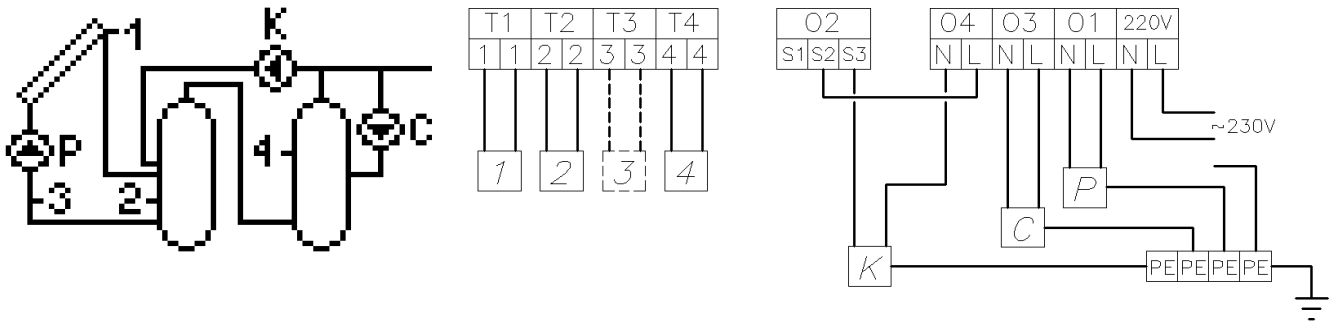 K
1
P
C
4
3
2
T1 T2 T3 T4
1 1 2 2 3 3 4 4
1 2 3 4
O2 O4 O3 O1 220V
S1 S2 S3 N L N L N L N L
~230V
P
C
K
PE PE PE PE